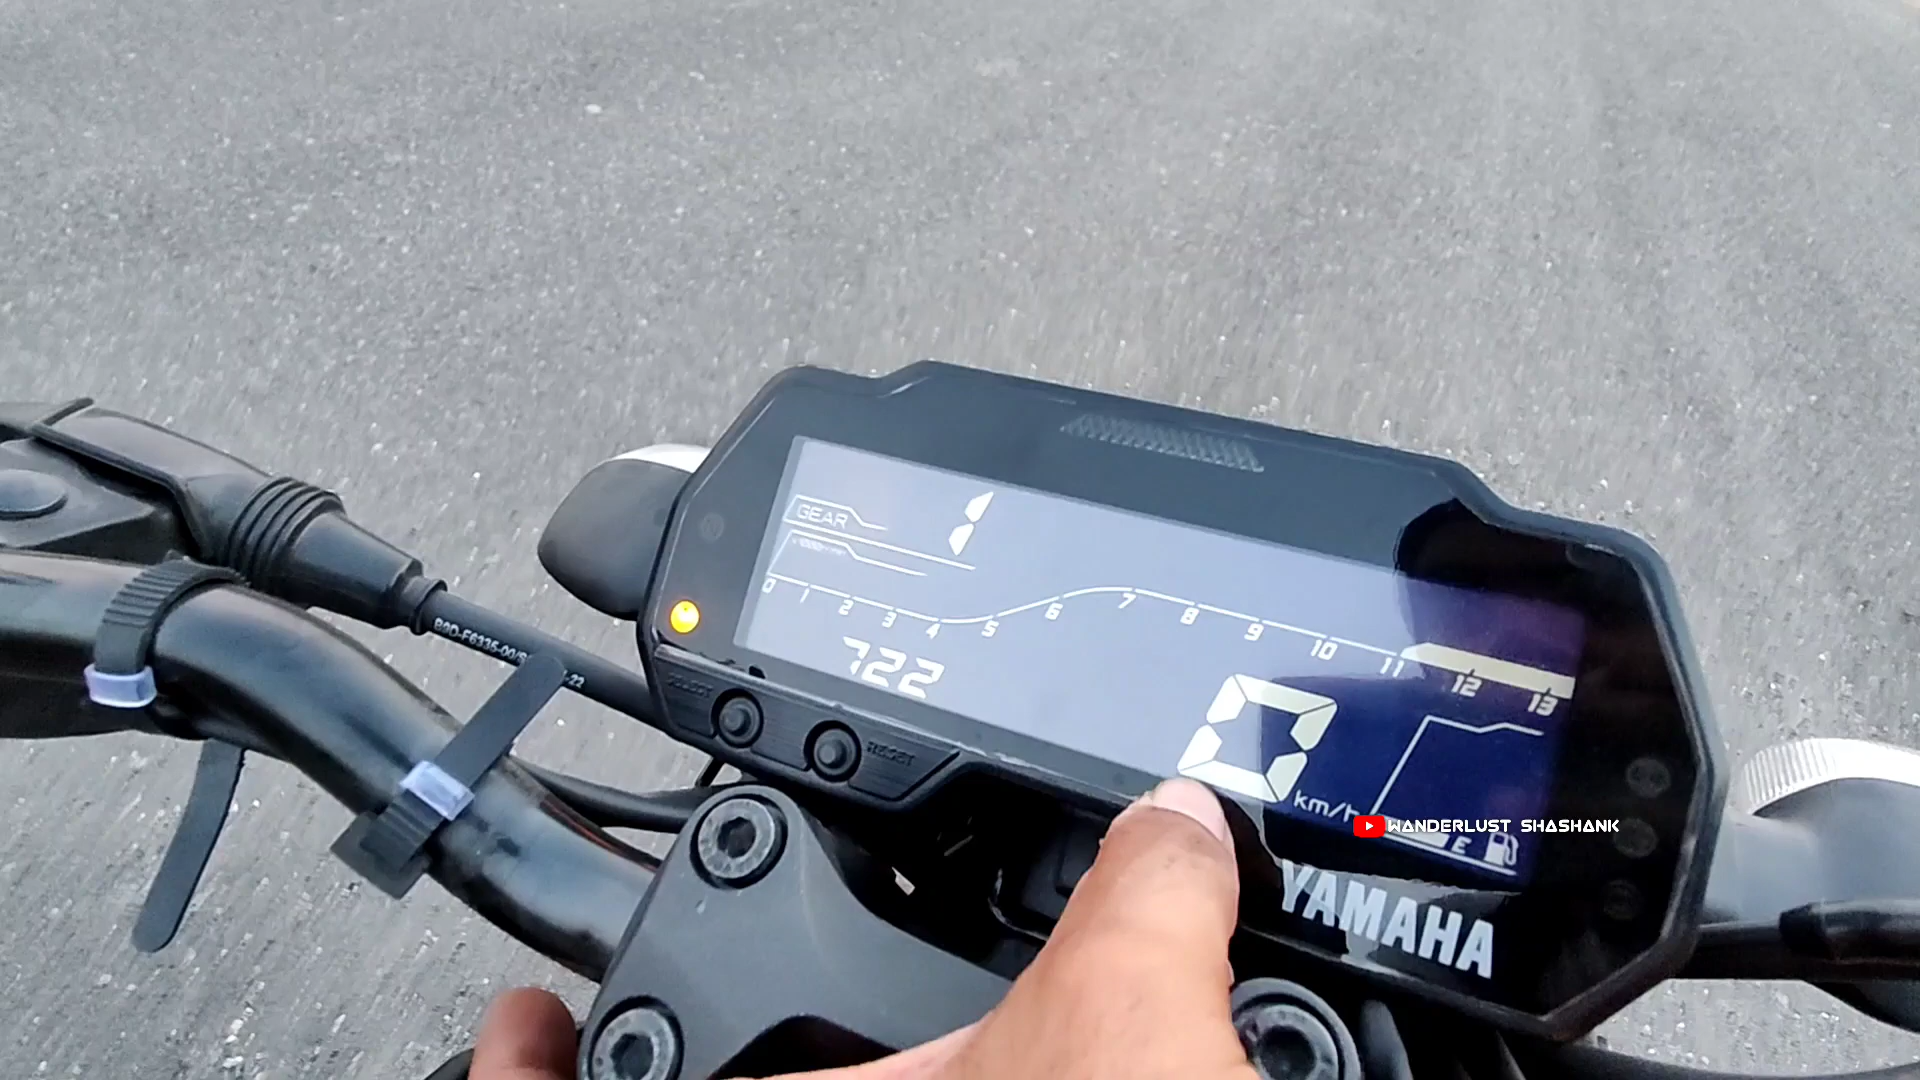 GEAR
1
0 1 2 3 4 5 6 7 8 9 10 11 12 13
722
0
km/h
SELECT
RESET
E
WANDERLUST SHASHANK
YAMAHA